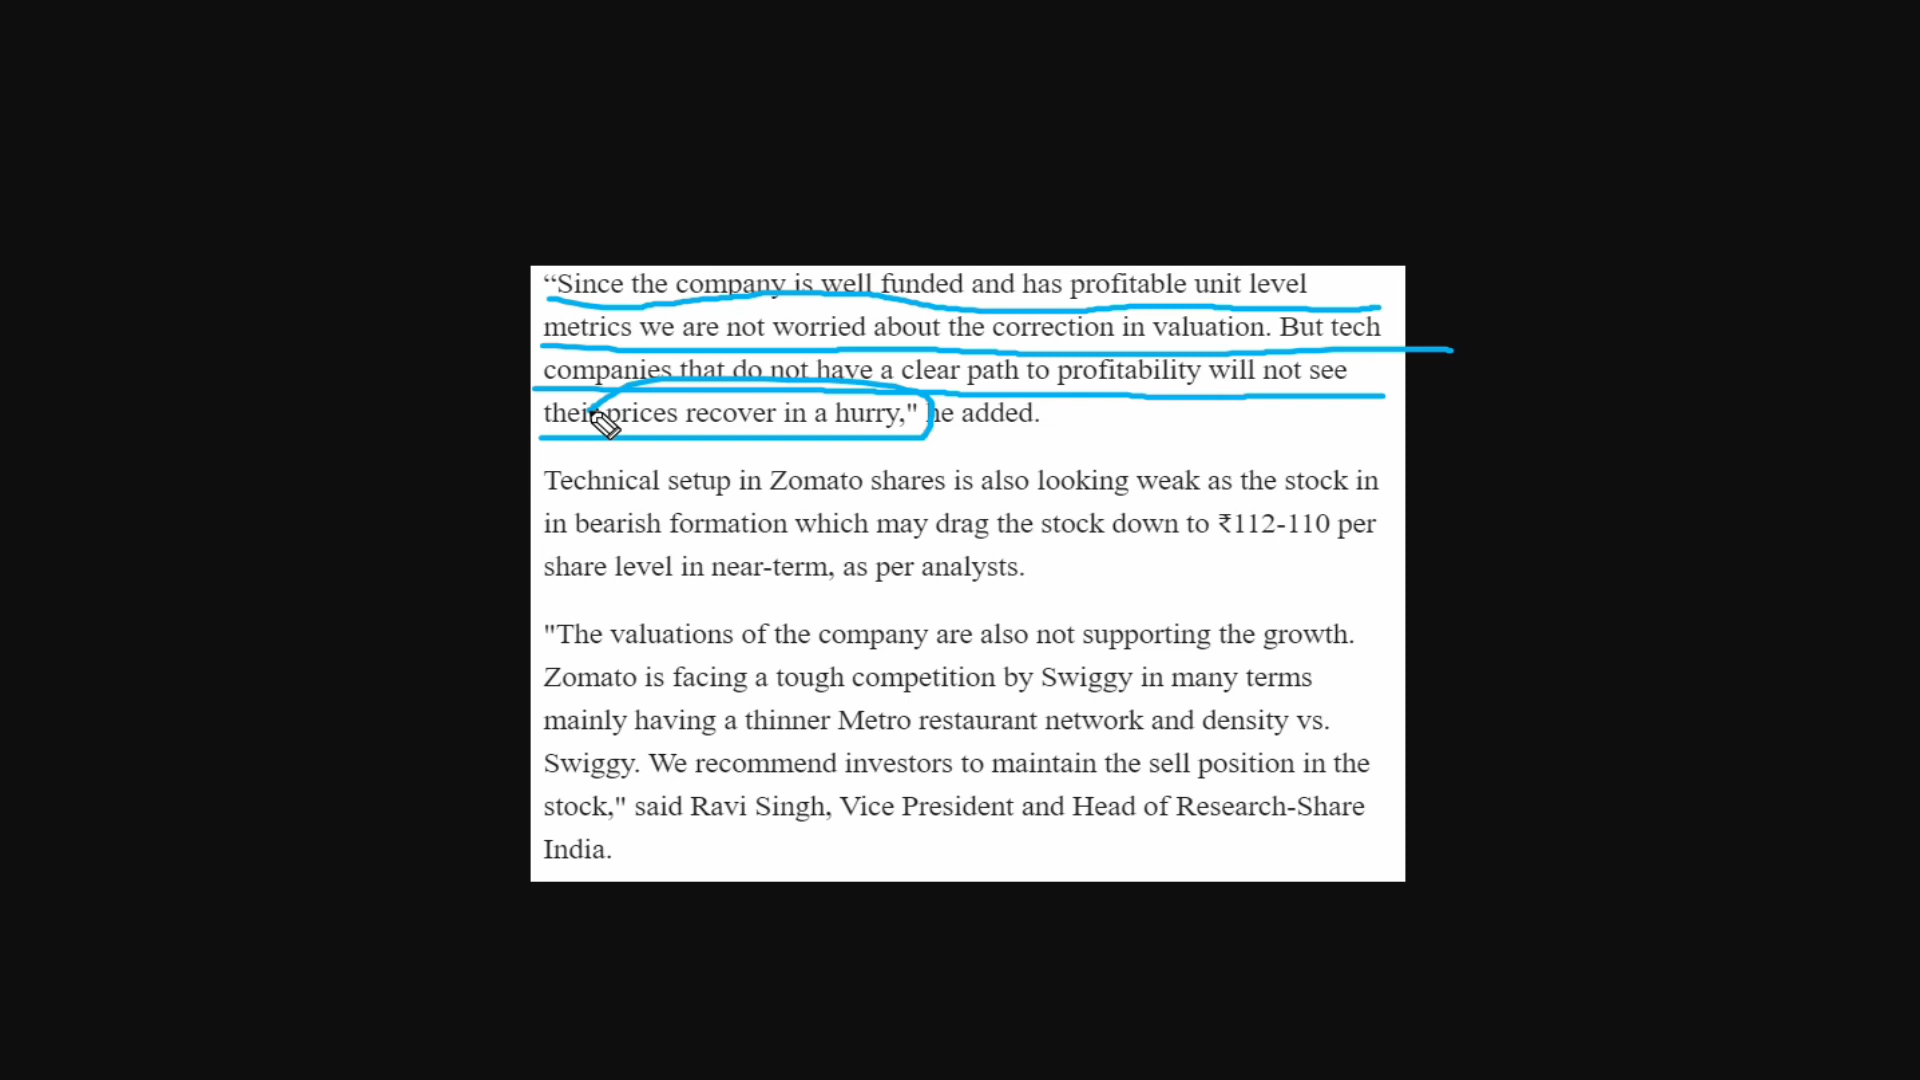 “Since the company is well funded and has profitable unit level
metrics we are not worried about the correction in valuation. But tech
companies that do not have a clear path to profitability will not see
their prices recover in a hurry," he added.
Technical setup in Zomato shares is also looking weak as the stock in
in bearish formation which may drag the stock down to ₹112-110 per
share level in near-term, as per analysts.
"The valuations of the company are also not supporting the growth.
Zomato is facing a tough competition by Swiggy in many terms
mainly having a thinner Metro restaurant network and density vs.
Swiggy. We recommend investors to maintain the sell position in the
stock," said Ravi Singh, Vice President and Head of Research-Share
India.